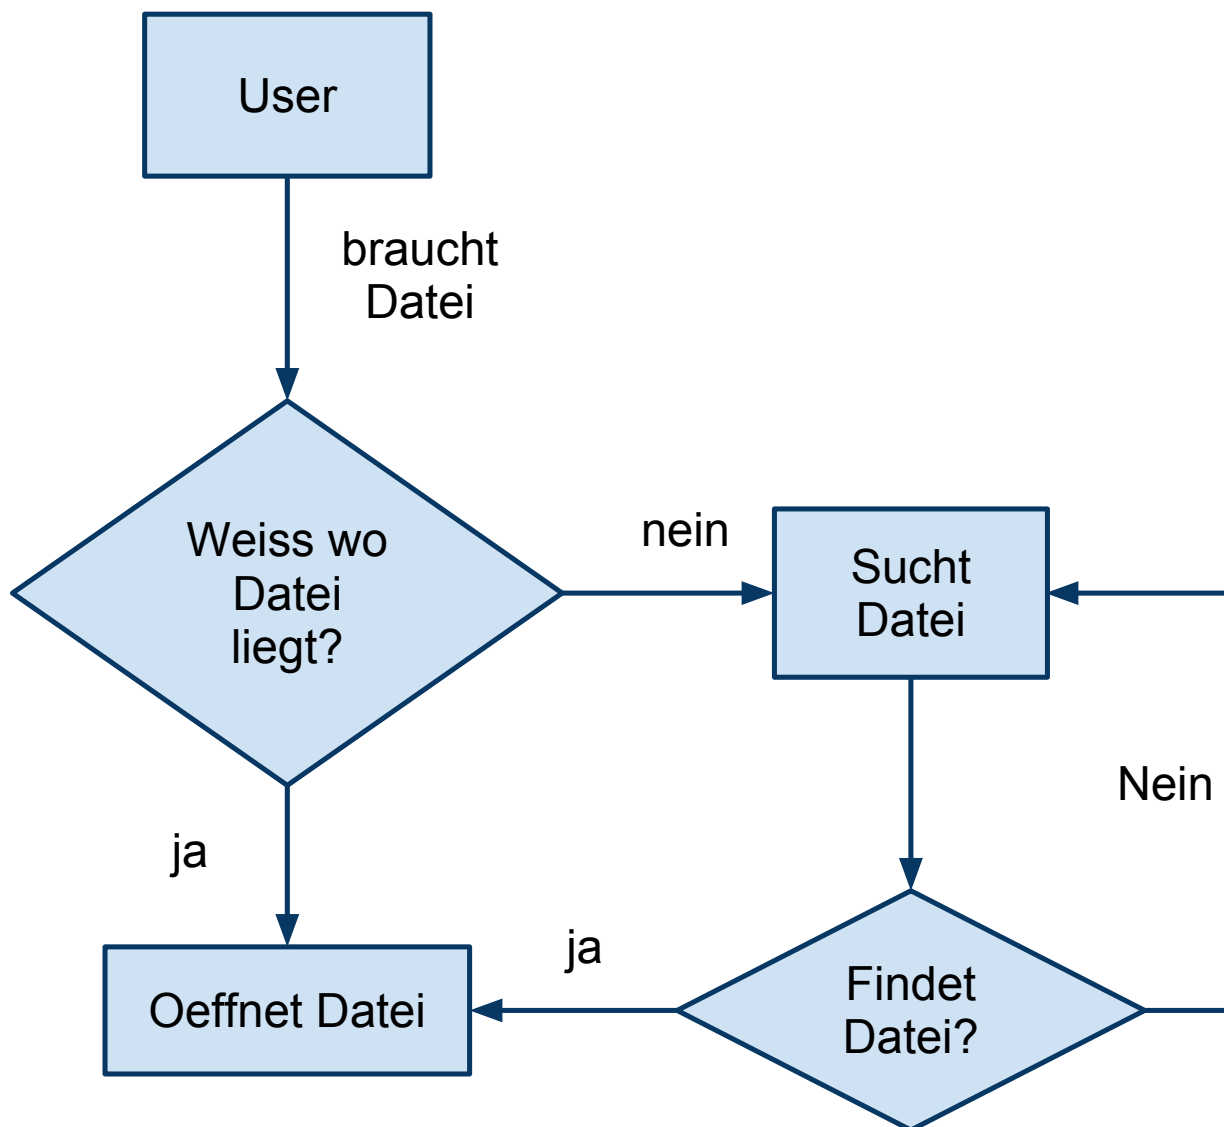 User
braucht
Datei
Weiss wo
Datei
liegt?
nein
Sucht
Datei
Nein
ja
Oeffnet Datei
ja
Findet
Datei?